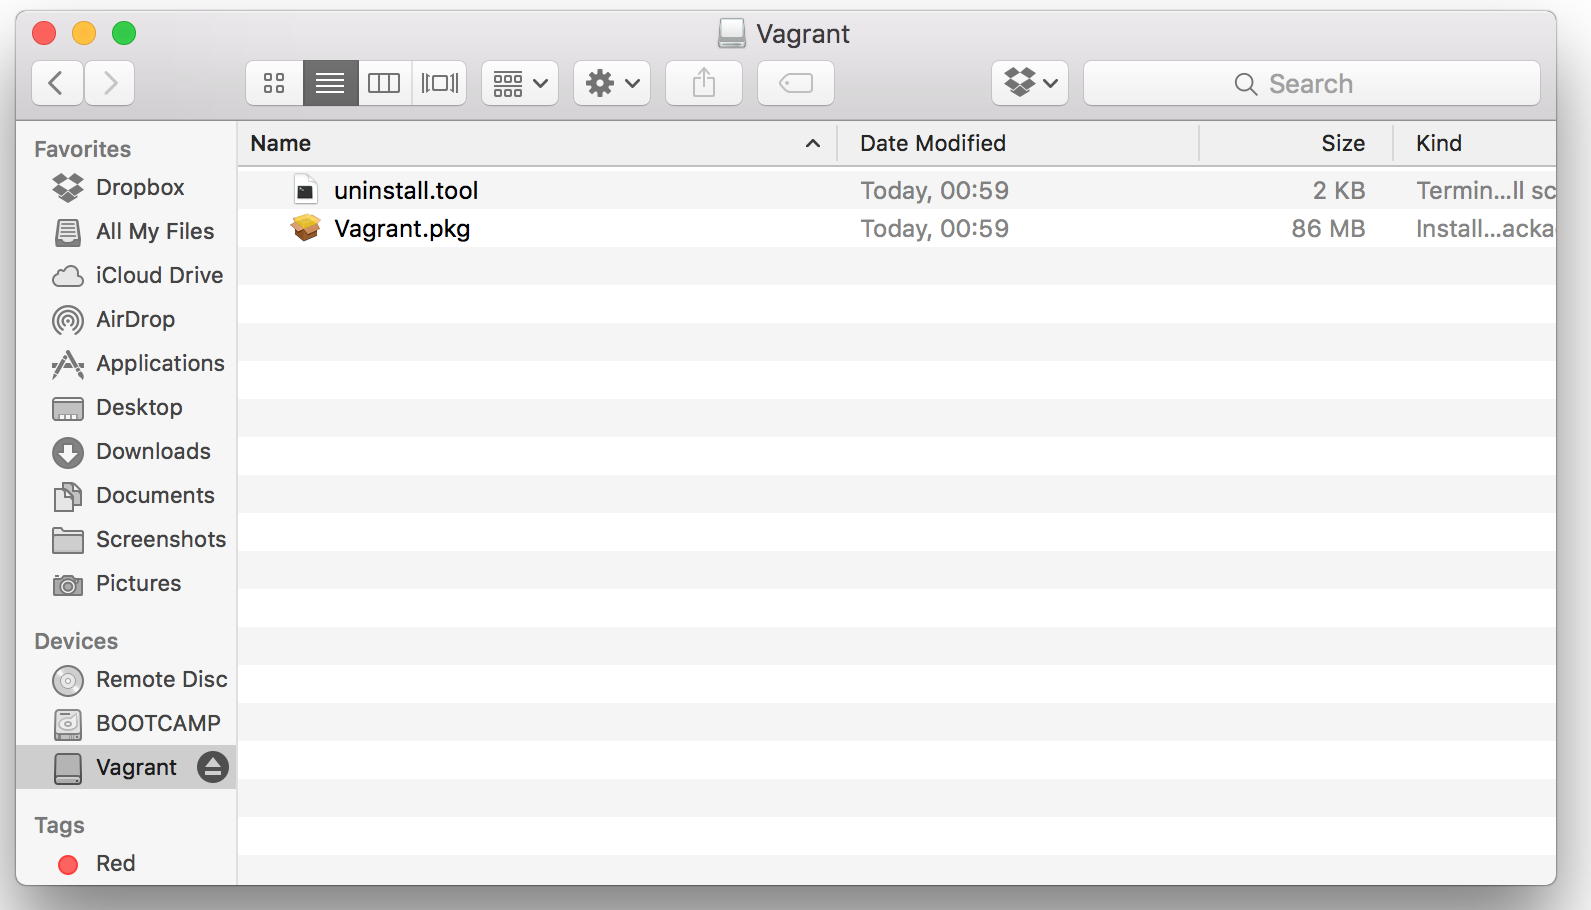 Vagrant
Search
Name Date Modified Size Kind
uninstall.tool Today, 00:59 2 KB Termin...ll sc
Vagrant.pkg Today, 00:59 86 MB Install...acka
Favorites
Dropbox
All My Files
iCloud Drive
AirDrop
Applications
Desktop
Downloads
Documents
Screenshots
Pictures
Devices
Remote Disc
BOOTCAMP
Vagrant
Tags
Red